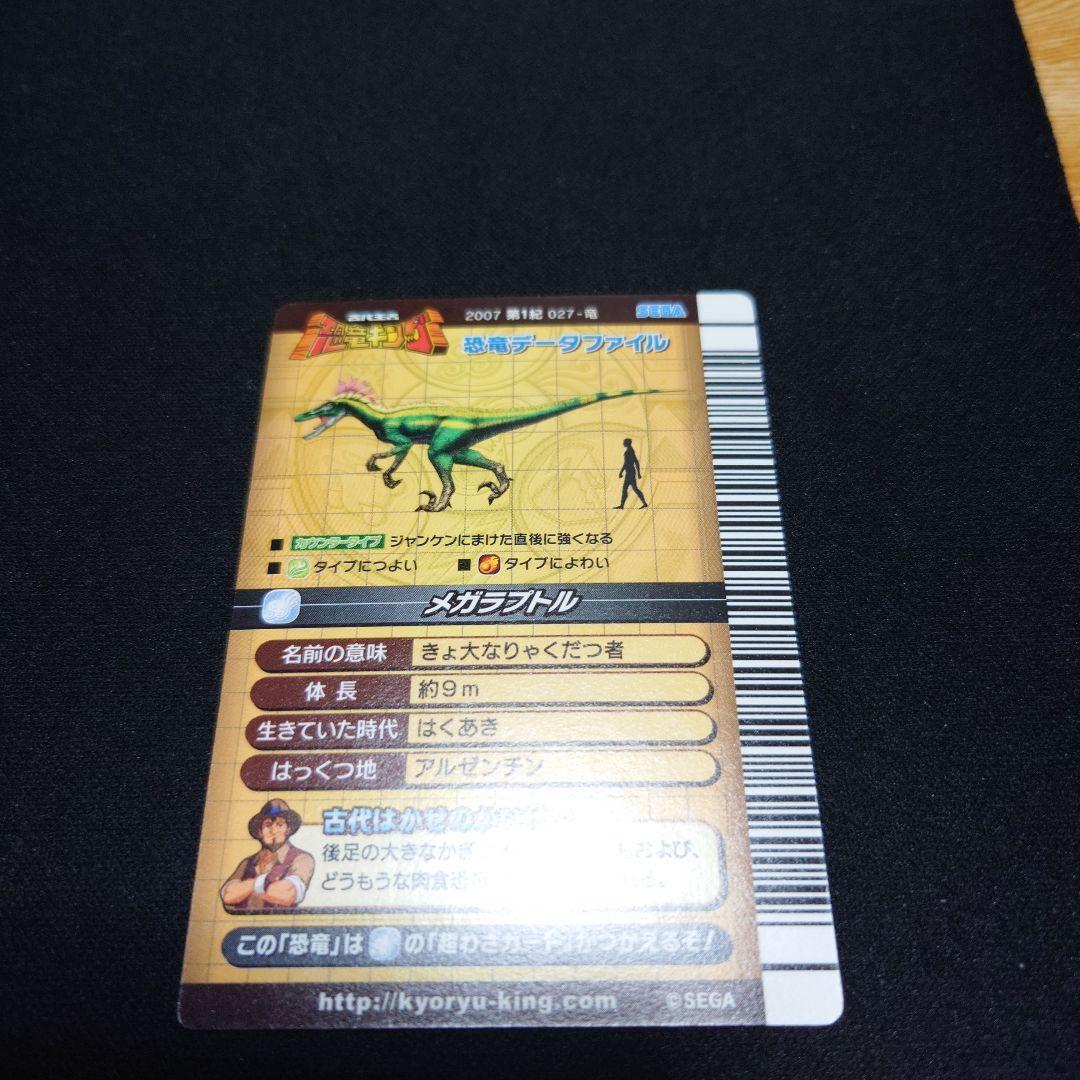 古代王者
恐竜キング
2007 第1紀 027-竜
SEGA
恐竜データファイル
■ カウンターライブ ジャンケンにまけた直後に強くなる
■ タイプにつよい ■ タイプによわい
メガラプトル
名前の意味 きょ大なりゃくだつ者
体長 約9m
生きていた時代 はくあき
はっくつ地 アルゼンチン
古代はかせの
後足の大きなかぎ および、
どうもうな肉食恐
この「恐竜」は の「超わざカード」がつかえるぞ!
http://kyoryu-king.com ©SEGA